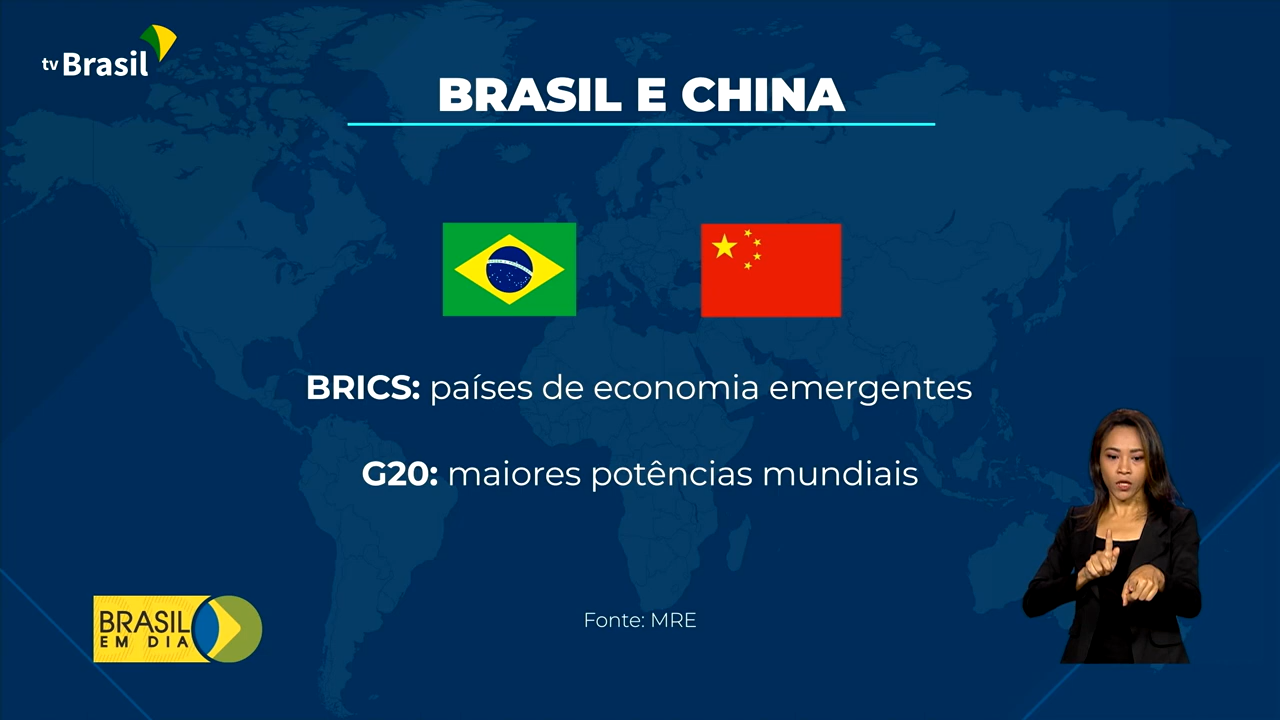 tv Brasil
BRASIL E CHINA
BRICS: países de economia emergentes
G20: maiores potências mundiais
Fonte: MRE
BRASIL
EM DIA